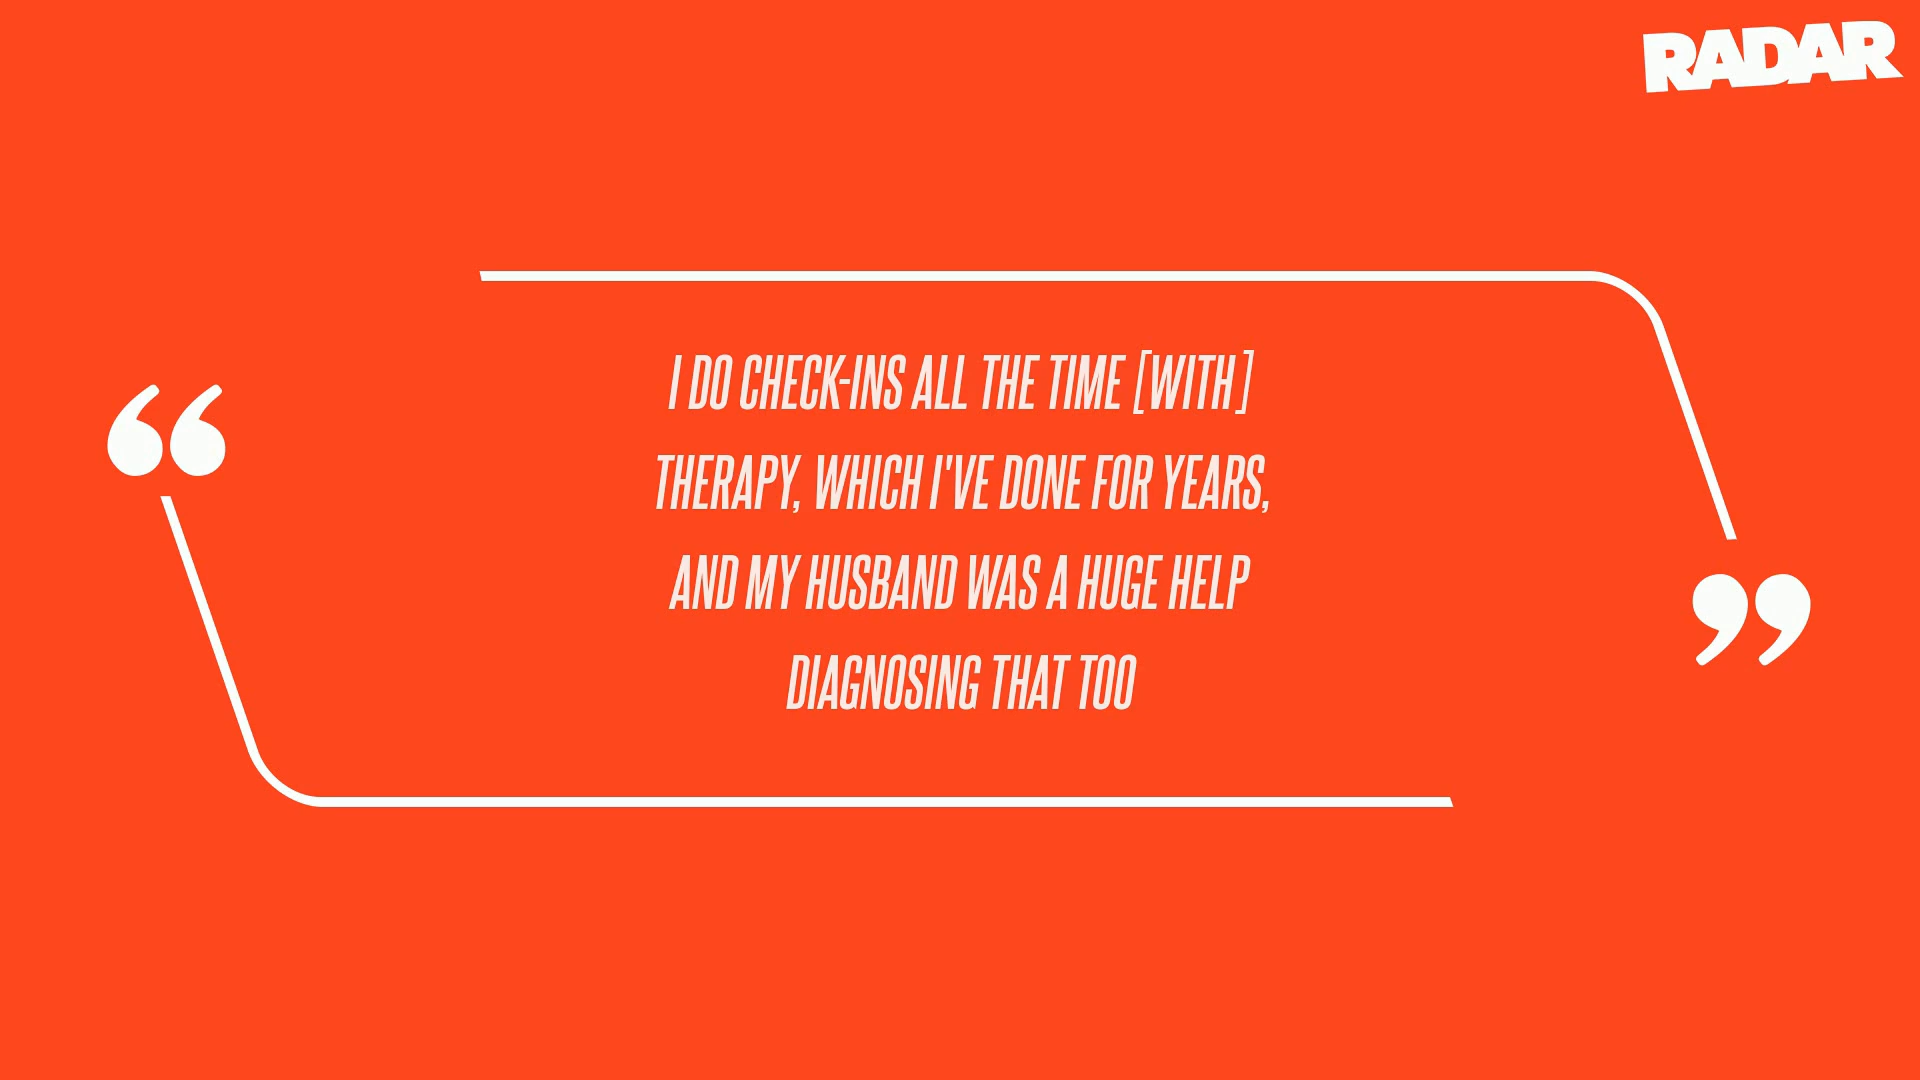 RADAR
I DO CHECK-INS ALL THE TIME [WITH]
THERAPY, WHICH I'VE DONE FOR YEARS,
AND MY HUSBAND WAS A HUGE HELP
DIAGNOSING THAT TOO